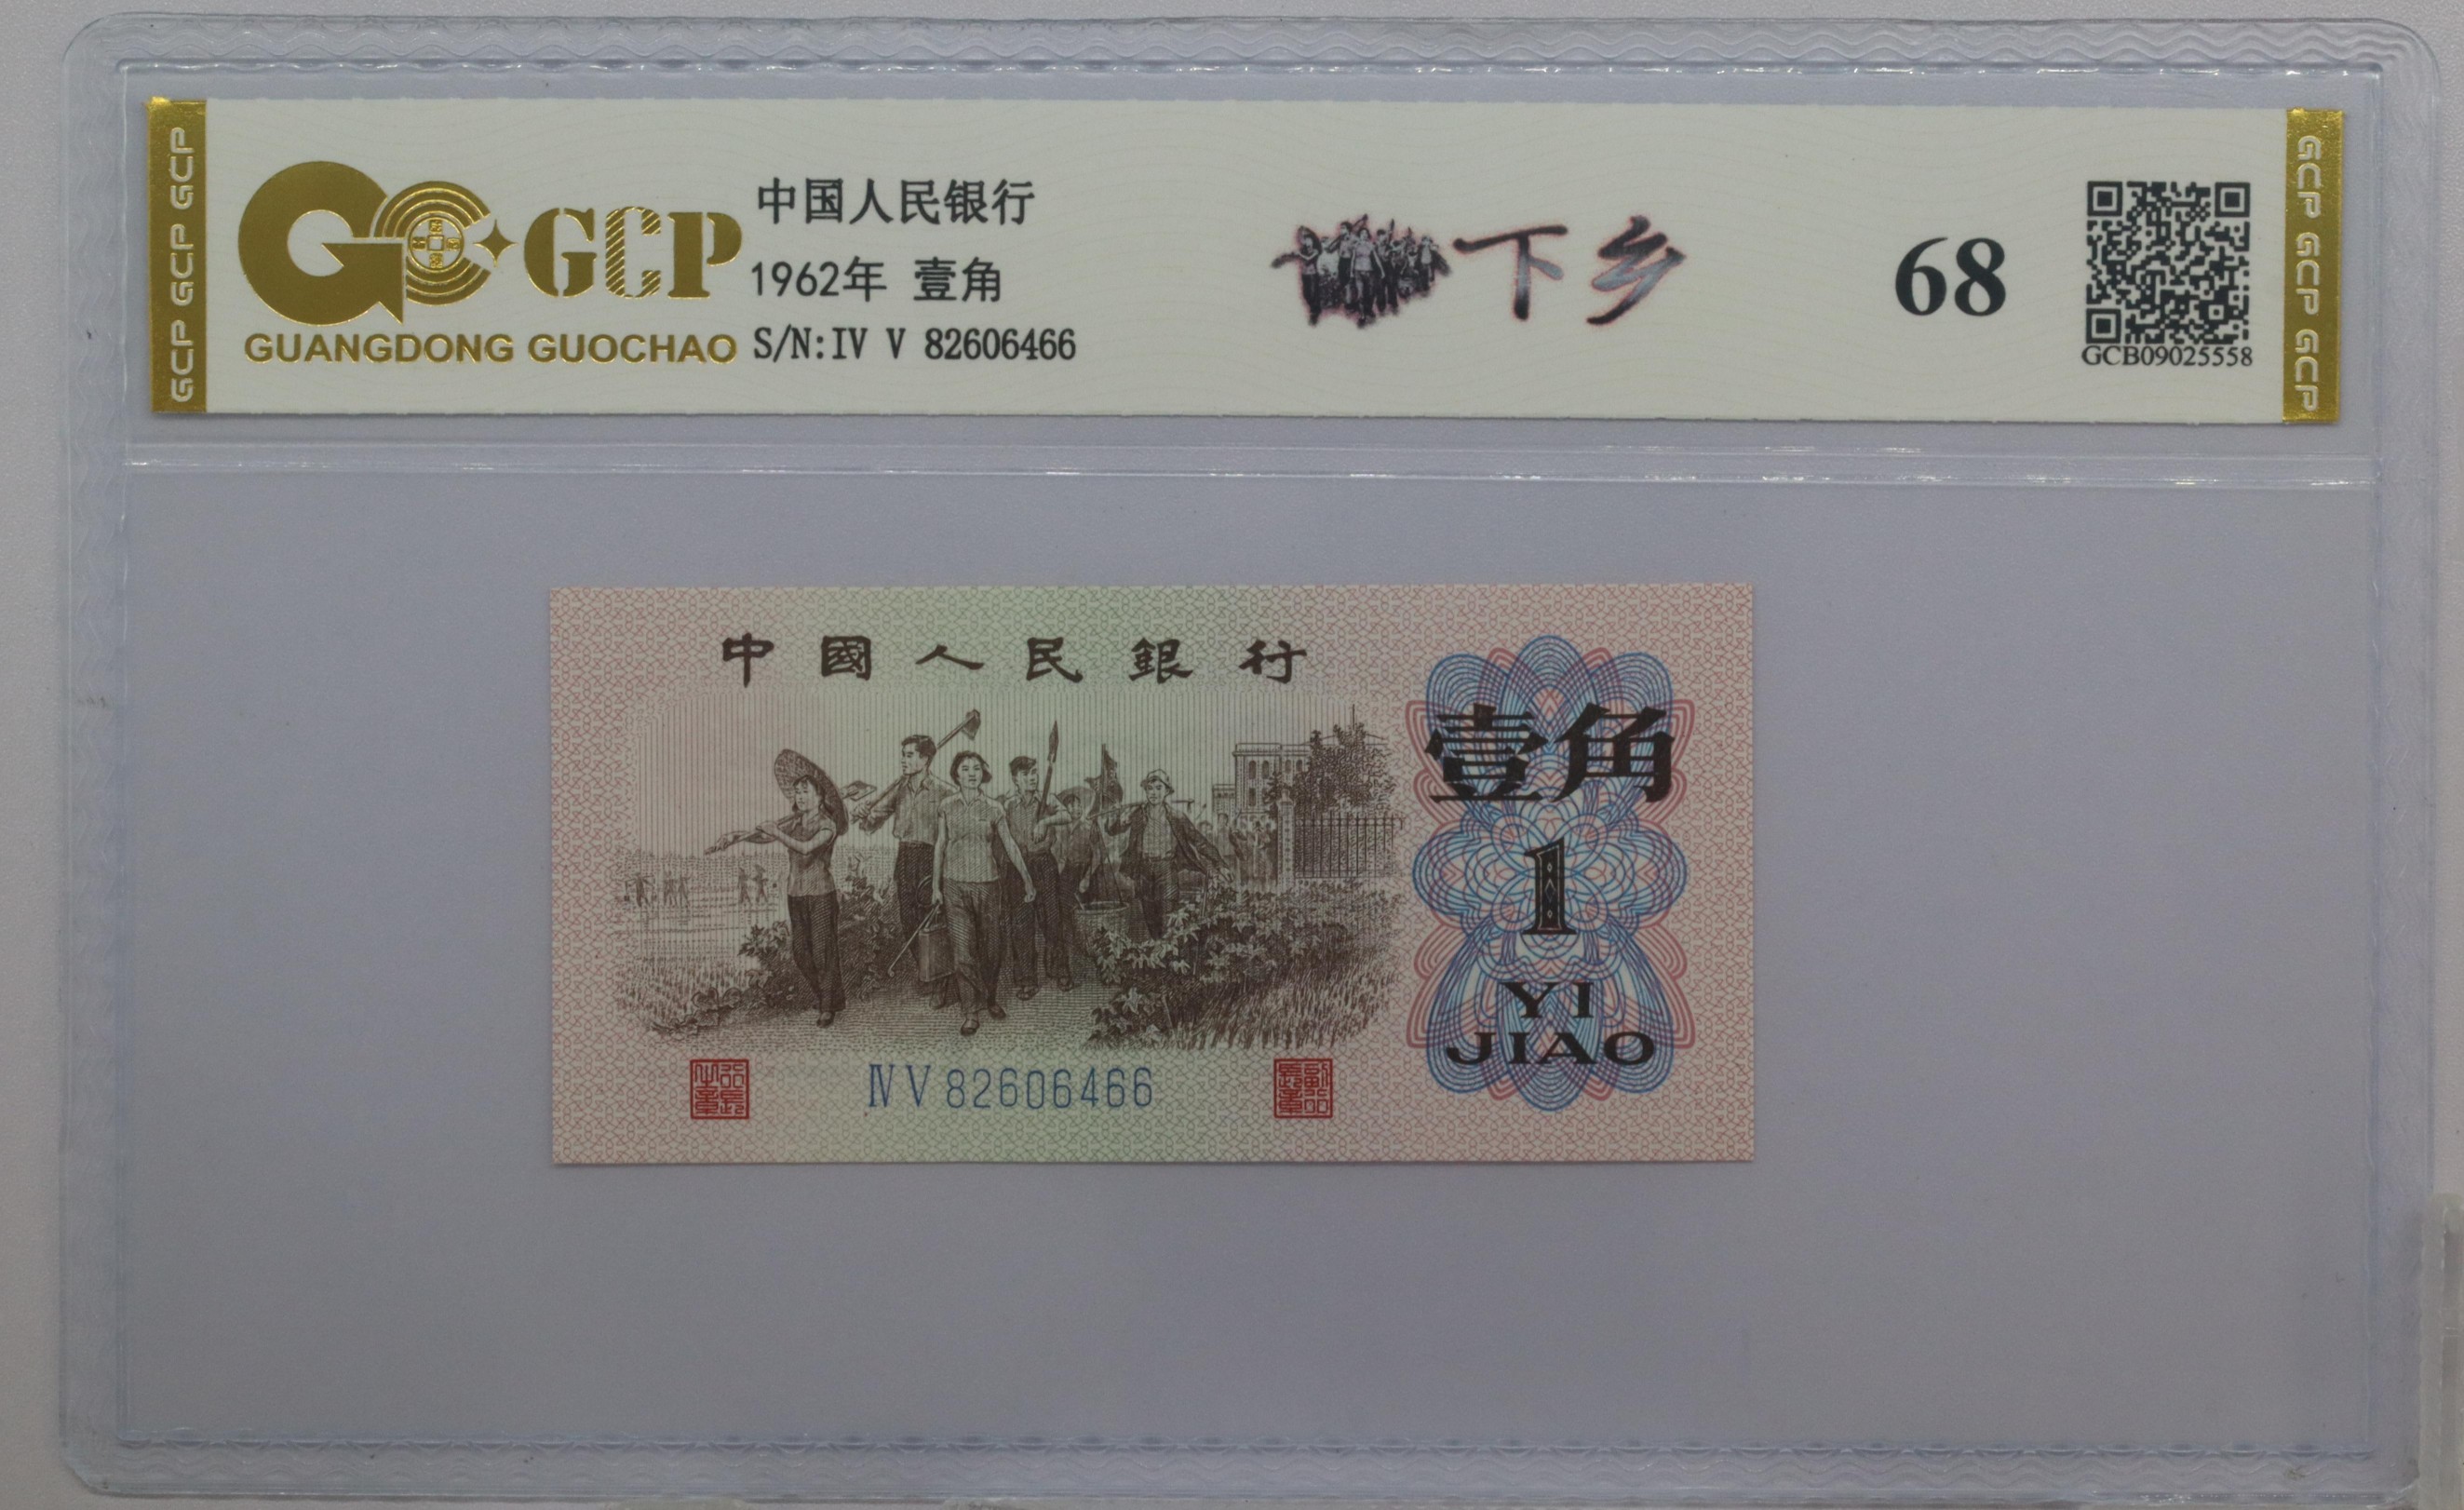 GCP GCP GCP
GCP
GUANGDONG GUOCHAO
中国人民银行
1962年 壹角
S/N:IV V 82606466
下乡
68
GCB09025558
GCP GCP GCP
中國人民銀行
壹角
1
YI
JIAO
ⅣⅤ82606466